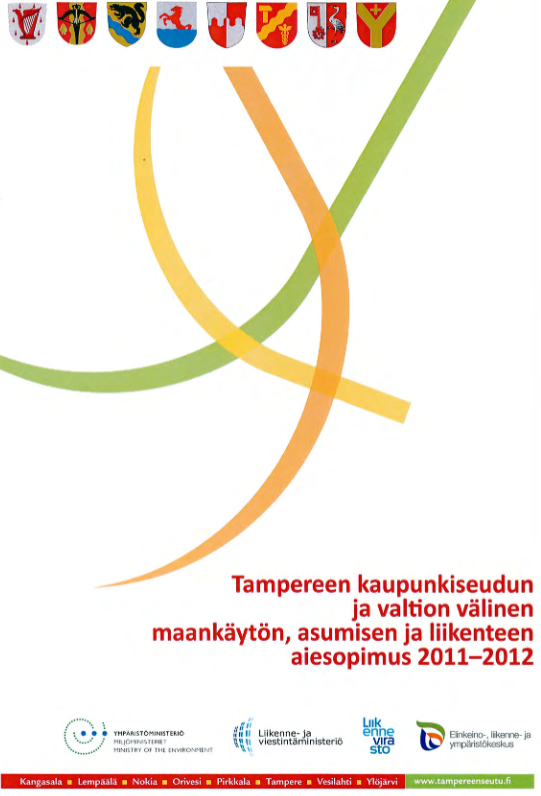 Tampereen kaupunkiseudun
ja valtion välinen
maankäytön, asumisen ja liikenteen
aiesopimus 2011–2012
YMPÄRISTÖMINISTERIÖ
MILJÖMINISTERIET
MINISTRY OF THE ENVIRONMENT
Liikenne- ja
viestintäministeriö
Liik
enne
vira
sto
Elinkeino-, liikenne- ja
ympäristökeskus
Kangasala ■ Lempäälä ■ Nokia ■ Orivesi ■ Pirkkala ■ Tampere ■ Vesilahti ■ Ylöjärvi
www.tampereenseutu.fi